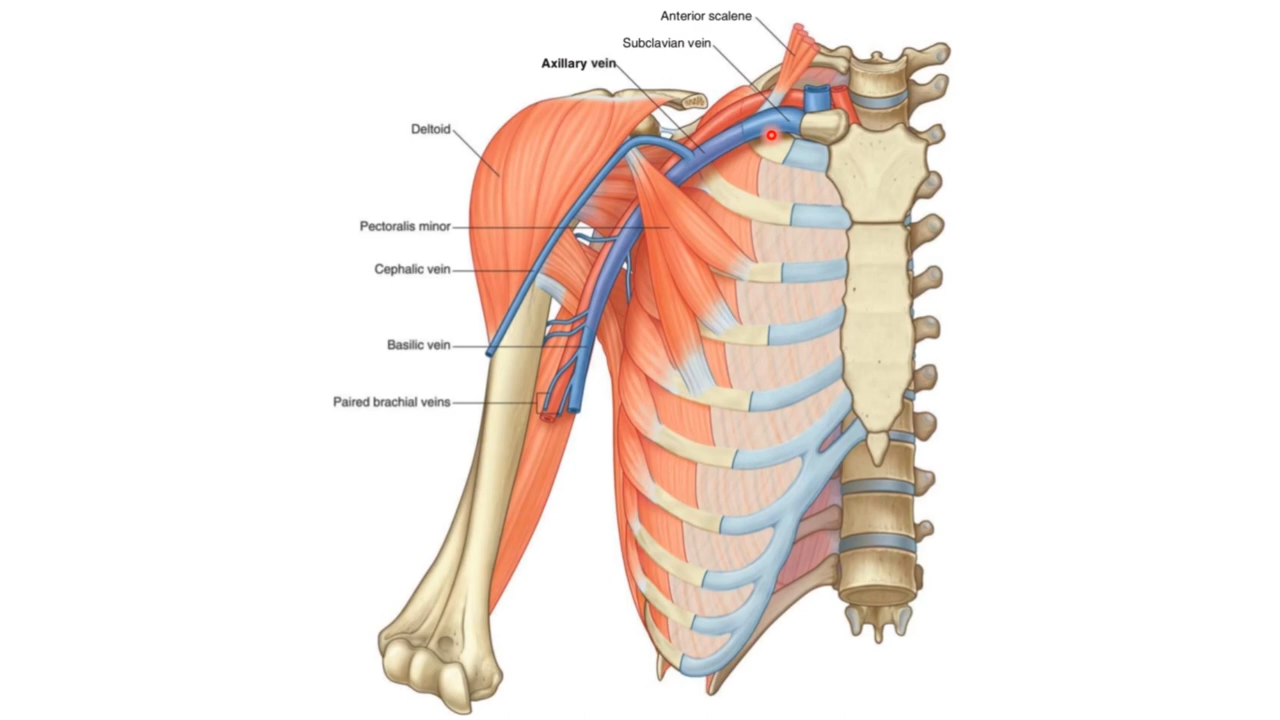 Anterior scalene
Subclavian vein
Axillary vein
Deltoid
Pectoralis minor
Cephalic vein
Basilic vein
Paired brachial veins